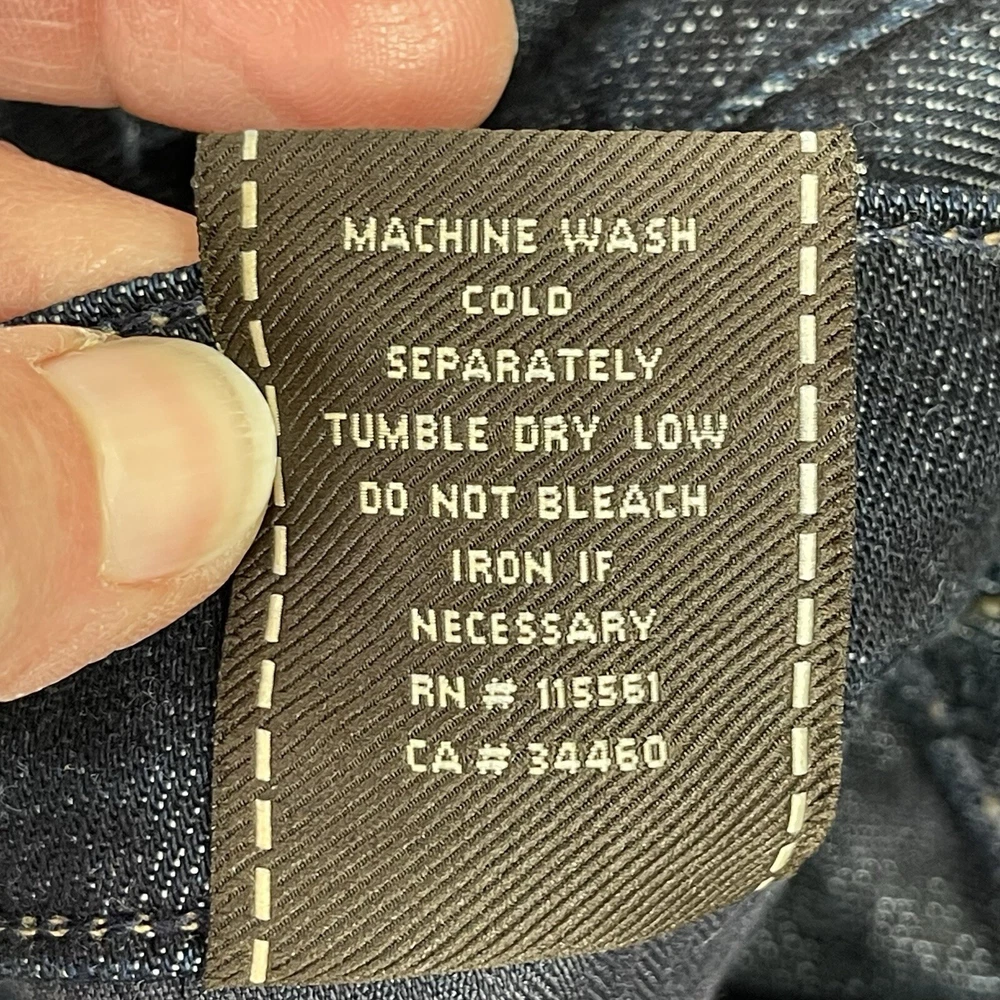 MACHINE WASH
COLD
SEPARATELY
TUMBLE DRY LOW
DO NOT BLEACH
IRON IF
NECESSARY
RN # 115561
CA # 34460